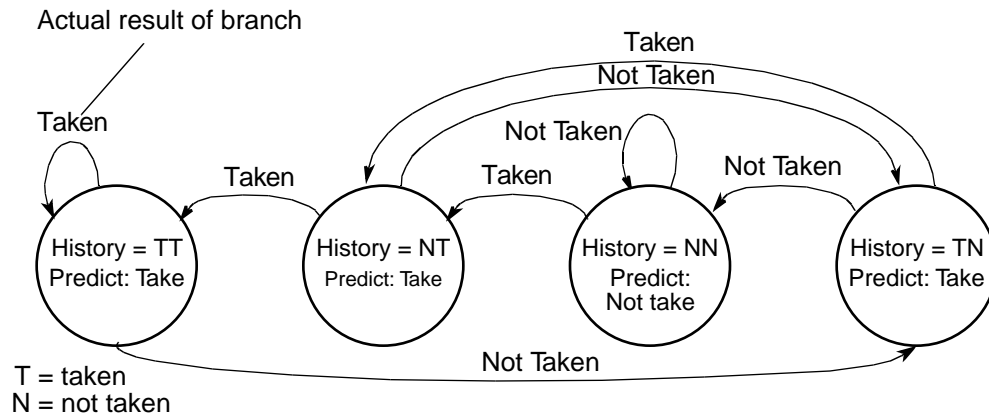 Actual result of branch
Taken
Taken
Not Taken
Taken
Not Taken
Taken
Not Taken
History = TT
Predict: Take
History = NT
Predict: Take
History = NN
Predict:
Not take
History = TN
Predict: Take
Not Taken
T = taken
N = not taken